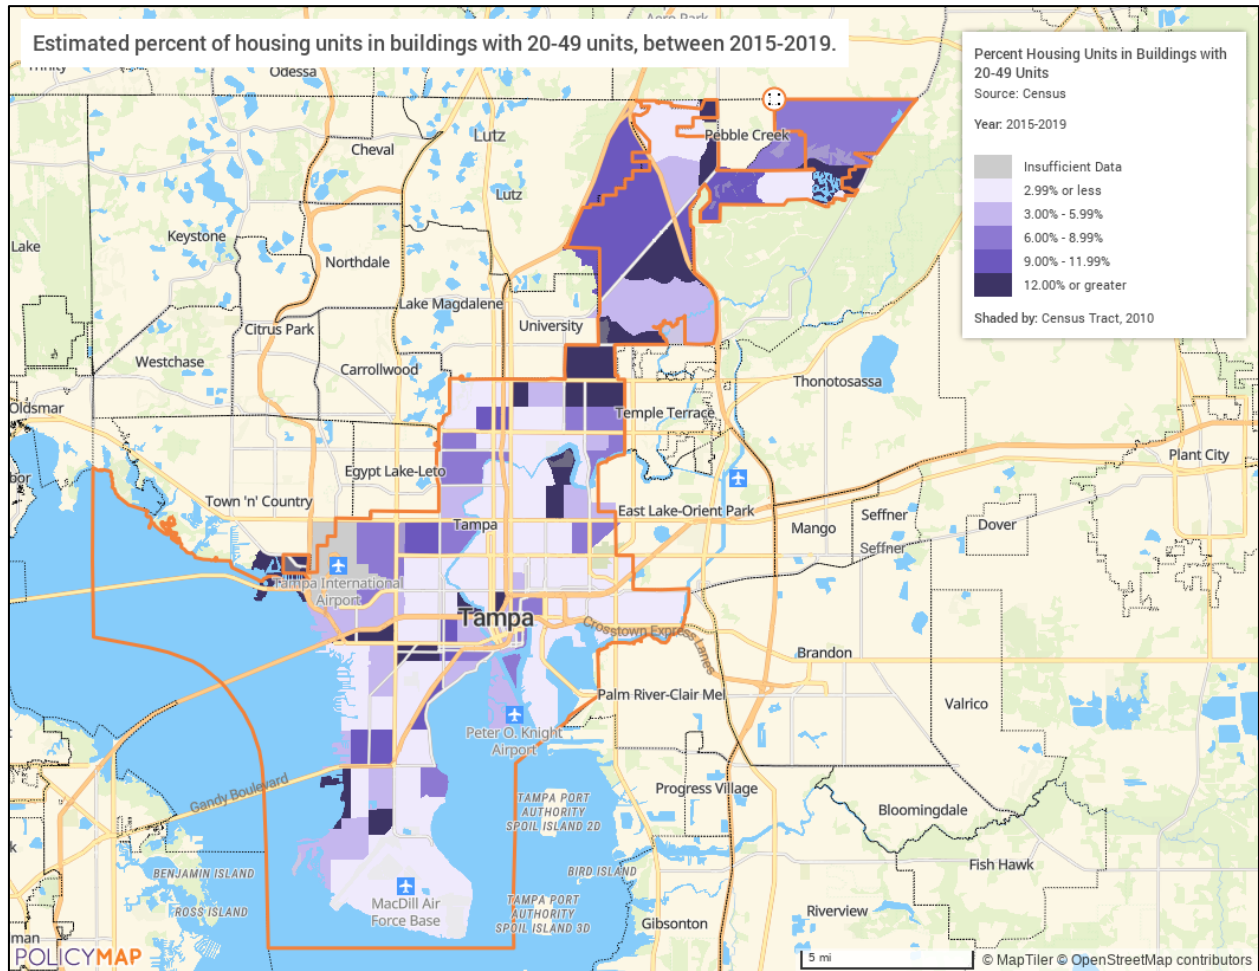 Aero Park
Estimated percent of housing units in buildings with 20-49 units, between 2015-2019.
Percent Housing Units in Buildings with
20-49 Units
Source: Census
Year: 2015-2019
Insufficient Data
2.99% or less
3.00% - 5.99%
6.00% - 8.99%
9.00% - 11.99%
12.00% or greater
Shaded by: Census Tract, 2010
Trinity
Odessa
Lutz
Pebble Creek
Cheval
Lutz
Keystone
Lake
Northdale
Lake Magdalene
University
Citrus Park
Westchase
Carrollwood
Thonotosassa
Oldsmar
Temple Terrace
Plant City
Egypt Lake-Leto
bor
Town 'n' Country
East Lake-Orient Park
Seffner
Mango
Dover
Tampa
Seffner
Tampa International
Airport
Tampa
Crosstown Express Lanes
Brandon
Palm River-Clair Mel
Valrico
Peter O. Knight
Airport
Gandy Boulevard
Progress Village
TAMPA PORT
AUTHORITY
SPOIL ISLAND 2D
Bloomingdale
k
BENJAMIN ISLAND
BIRD ISLAND
Fish Hawk
MacDill Air
Force Base
ROSS ISLAND
TAMPA PORT
AUTHORITY
SPOIL ISLAND 3D
Gibsonton
Riverview
man
POLICYMAP
5 mi
© MapTiler © OpenStreetMap contributors